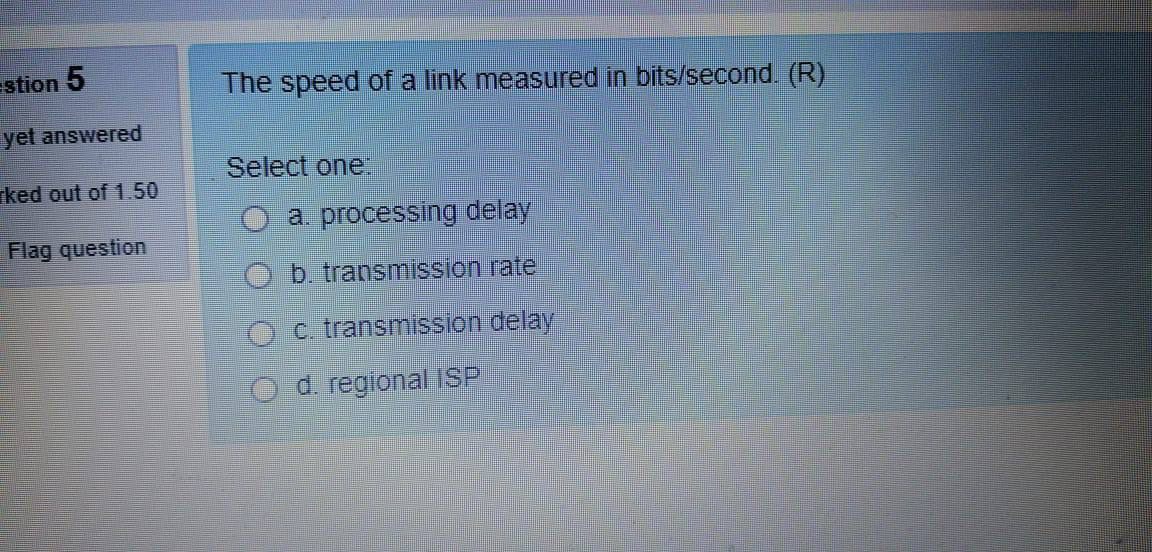 estion 5
yet answered
rked out of 1.50
Flag question
The speed of a link measured in bits/second. (R)
Select one:
a. processing delay
b. transmission rate
c. transmission delay
d. regional ISP